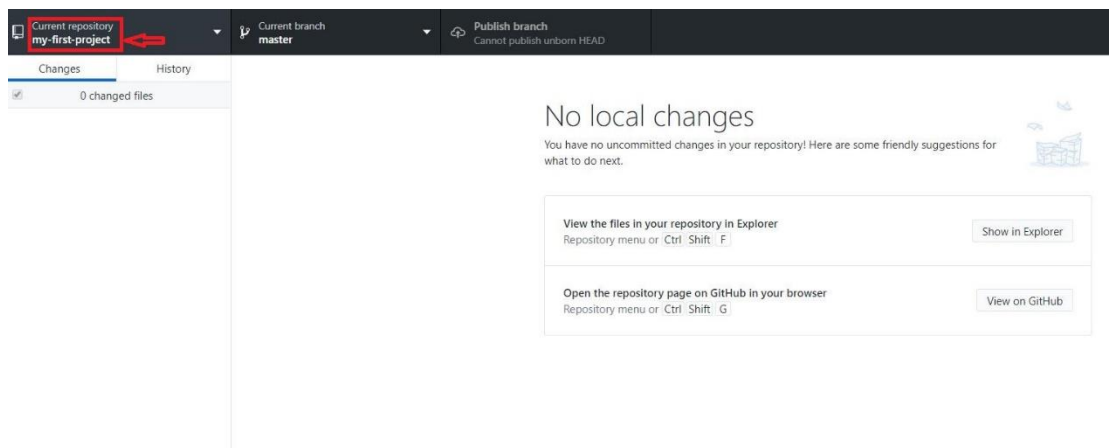 Current repository
my-first-project
Current branch
master
Publish branch
Cannot publish unborn HEAD
Changes
History
0 changed files
No local changes
You have no uncommitted changes in your repository! Here are some friendly suggestions for
what to do next.
View the files in your repository in Explorer
Repository menu or Ctrl Shift F
Show in Explorer
Open the repository page on GitHub in your browser
Repository menu or Ctrl Shift G
View on GitHub